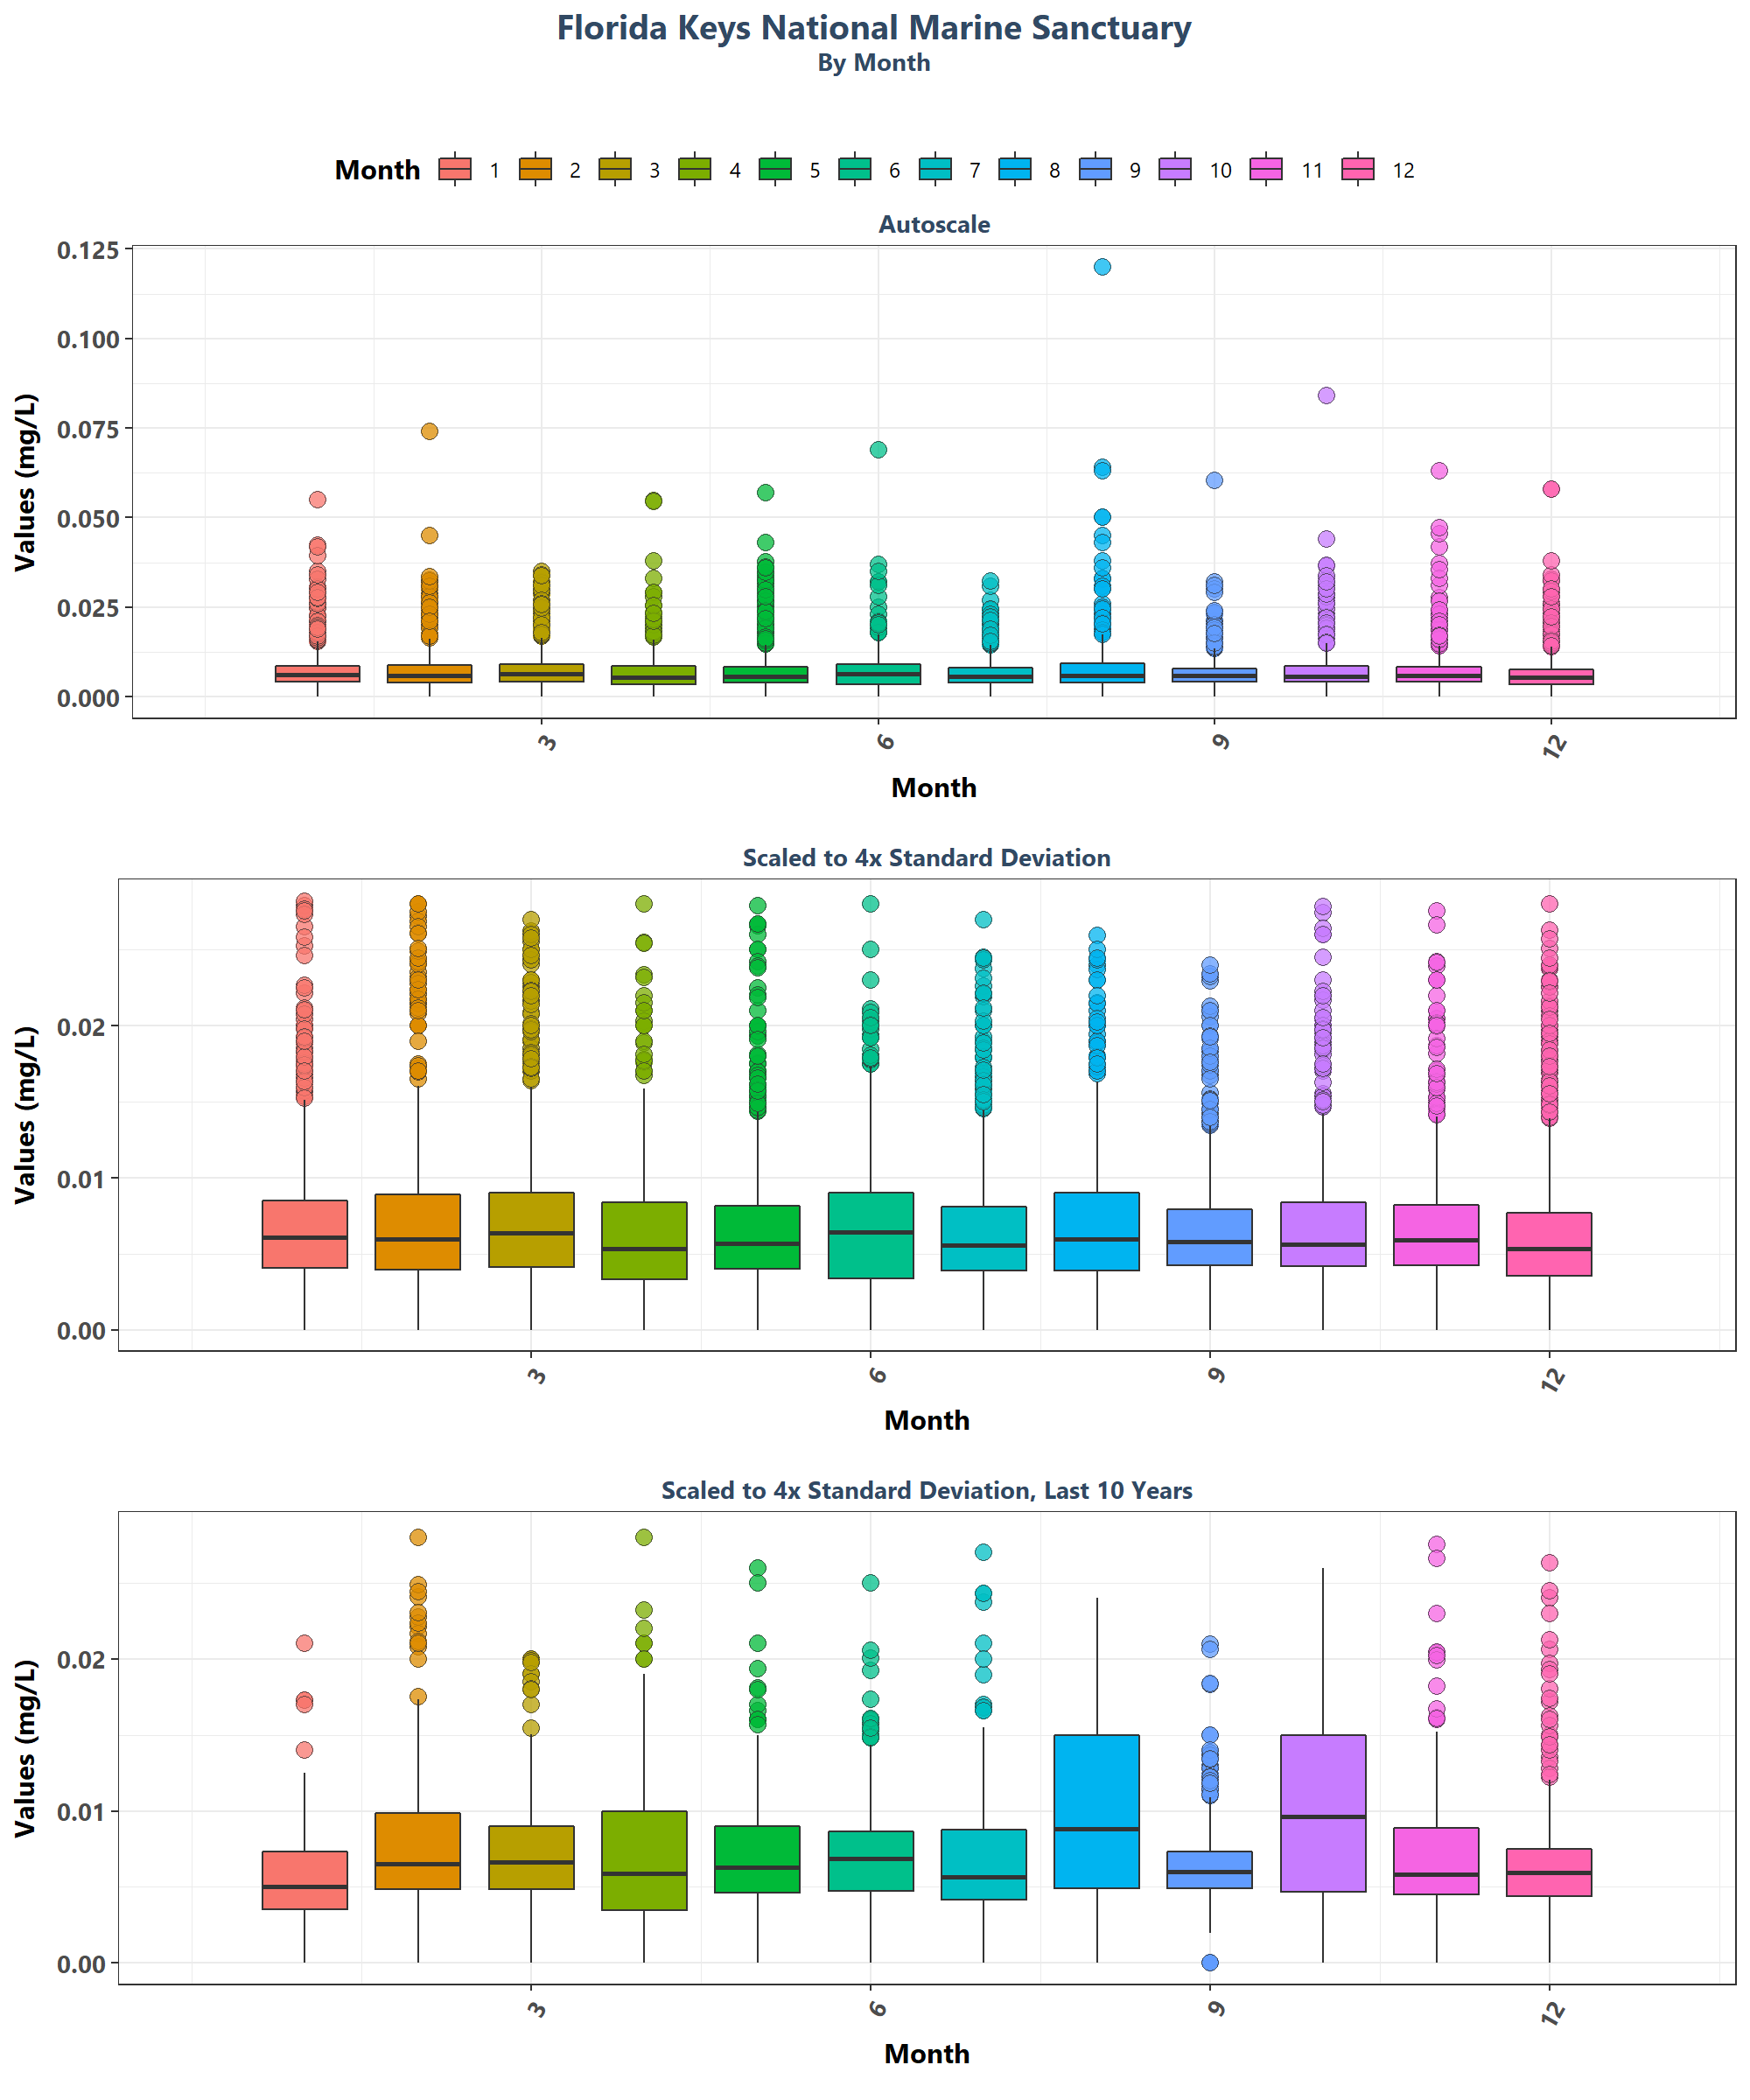 Florida Keys National Marine Sanctuary
By Month
Month 1 2 3 4 5 6 7 8 9 10 11 12
Autoscale
Values (mg/L)
0.125
0.100
0.075
0.050
0.025
0.000
3 6 9 12
Month
Scaled to 4x Standard Deviation
Values (mg/L)
0.02
0.01
0.00
3 6 9 12
Month
Scaled to 4x Standard Deviation, Last 10 Years
Values (mg/L)
0.02
0.01
0.00
3 6 9 12
Month